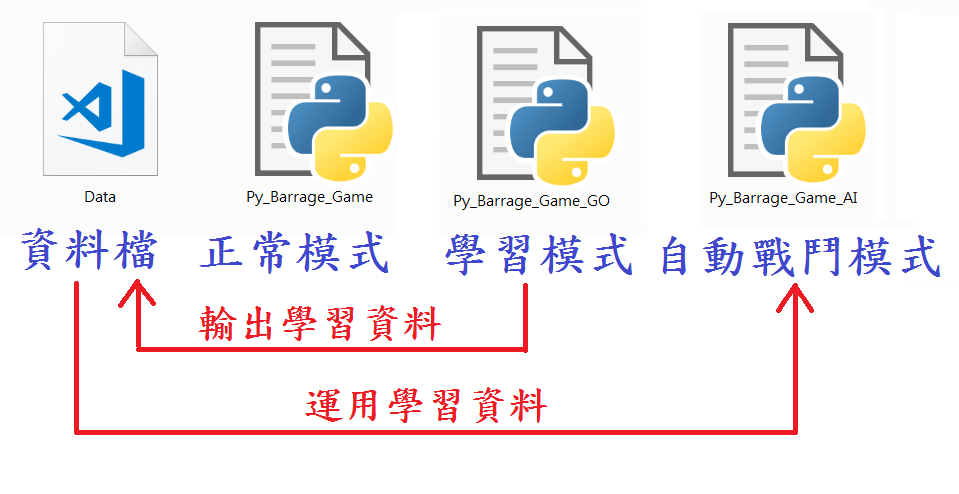 Data
Py_Barrage_Game
Py_Barrage_Game_GO
Py_Barrage_Game_AI
資料檔
正常模式
學習模式
自動戰鬥模式
輸出學習資料
運用學習資料